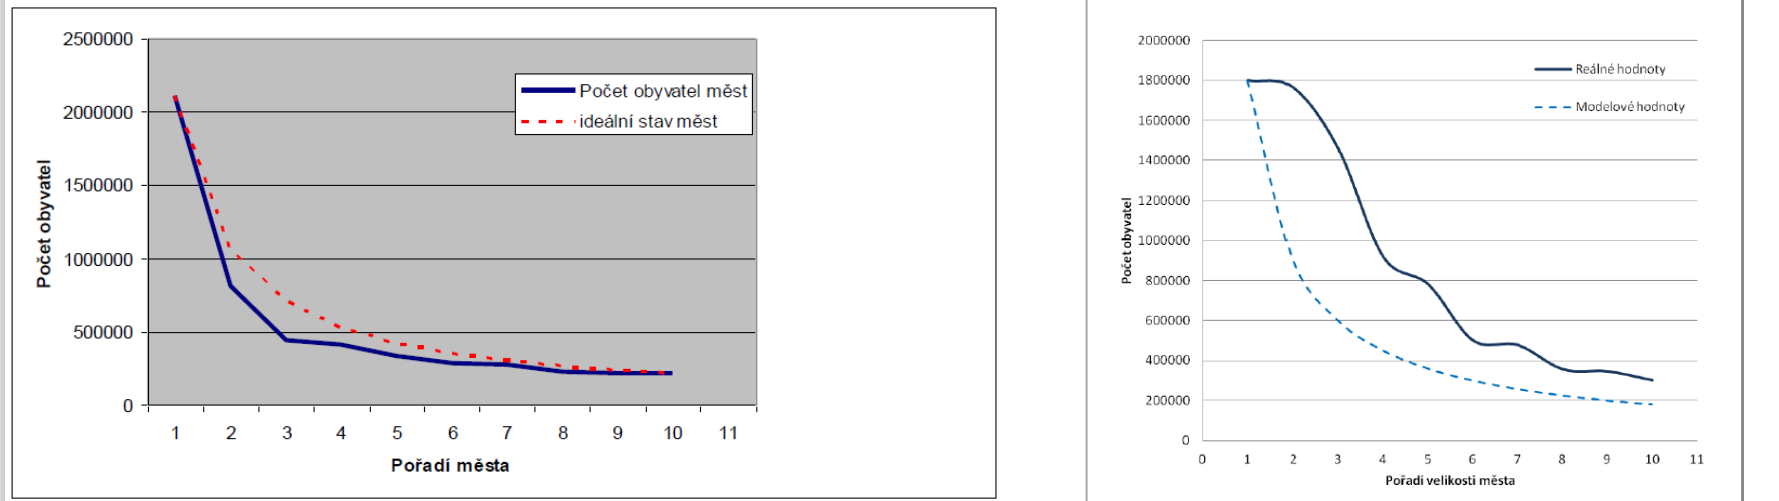 2500000
2000000
1500000
1000000
500000
0
1 2 3 4 5 6 7 8 9 10 11
Počet obyvatel
Pořadí města
Počet obyvatel měst
ideální stav měst
2000000
1800000
1600000
1400000
1200000
1000000
800000
600000
400000
200000
0
0 1 2 3 4 5 6 7 8 9 10 11
Počet obyvatel
Pořadí velikosti města
Reálné hodnoty
Modelové hodnoty